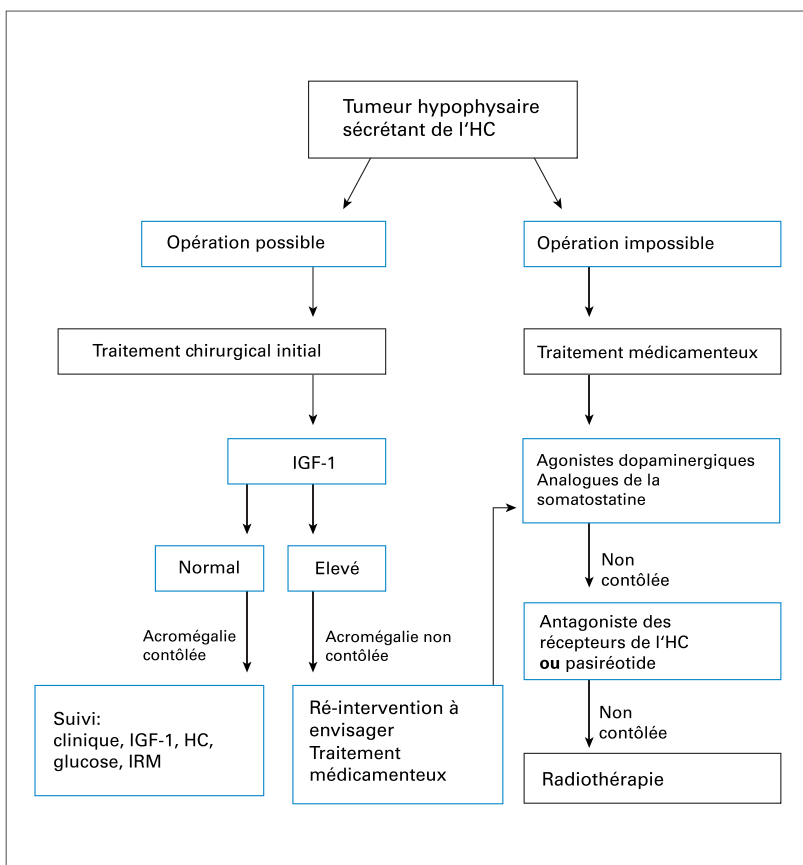 Tumeur hypophysaire
sécrétant de l'HC
Opération possible
Opération impossible
Traitement chirurgical initial
Traitement médicamenteux
IGF-1
Agonistes dopaminergiques
Analogues de la
somatostatine
Normal
Elevé
Non
contôlée
Acromégalie
contôlée
Acromégalie non
contôlée
Antagoniste des
récepteurs de l'HC
ou pasiréotide
Suivi:
clinique, IGF-1, HC,
glucose, IRM
Ré-intervention à
envisager
Traitement
médicamenteux
Non
contôlée
Radiothérapie